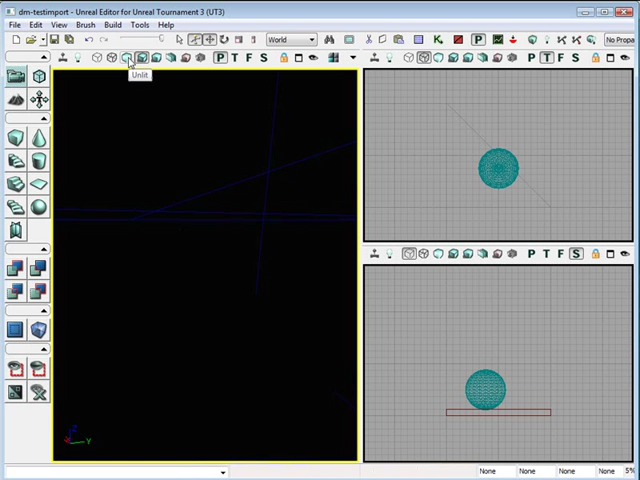 dm-testimport - Unreal Editor for Unreal Tournament 3 (UT3)
File Edit View Brush Build Tools Help
World
No Propa
P T F S
Unlit
P T F S
P T F S
Z
Y
None None None None 5%